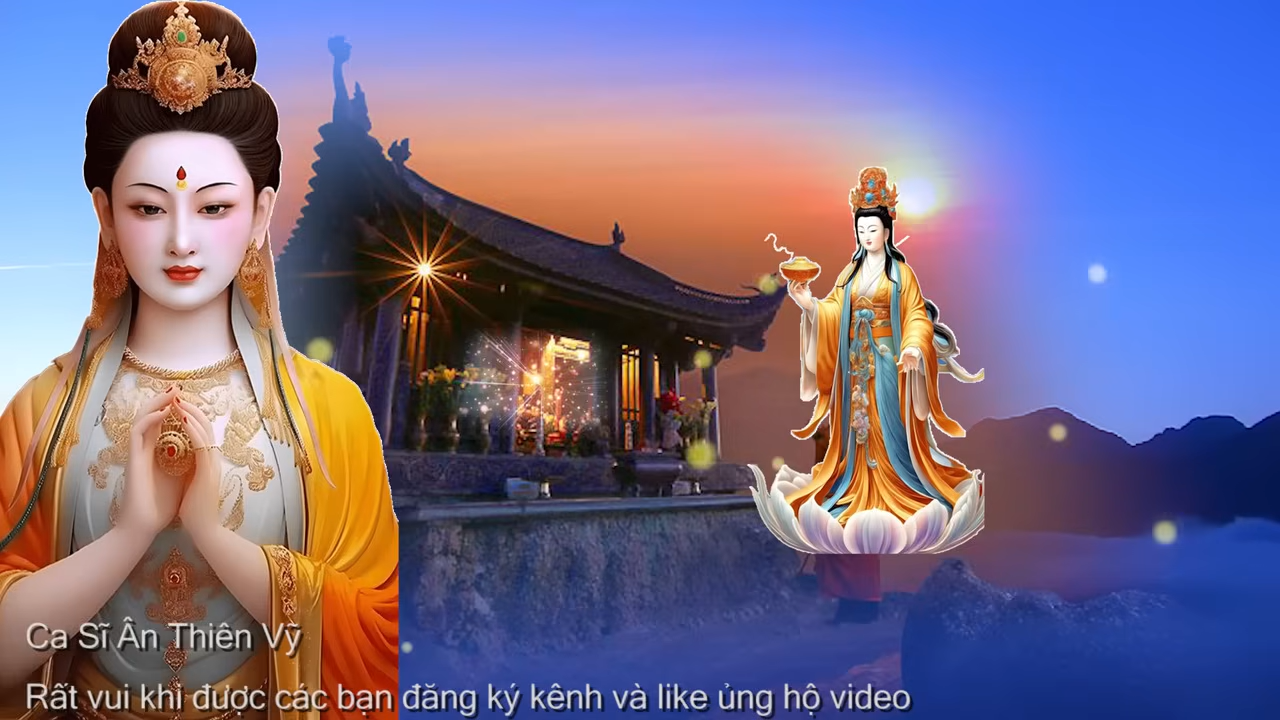 Ca Sĩ Ân Thiên Vỹ
Rất vui khi được các bạn đăng ký kênh và like ủng hộ video